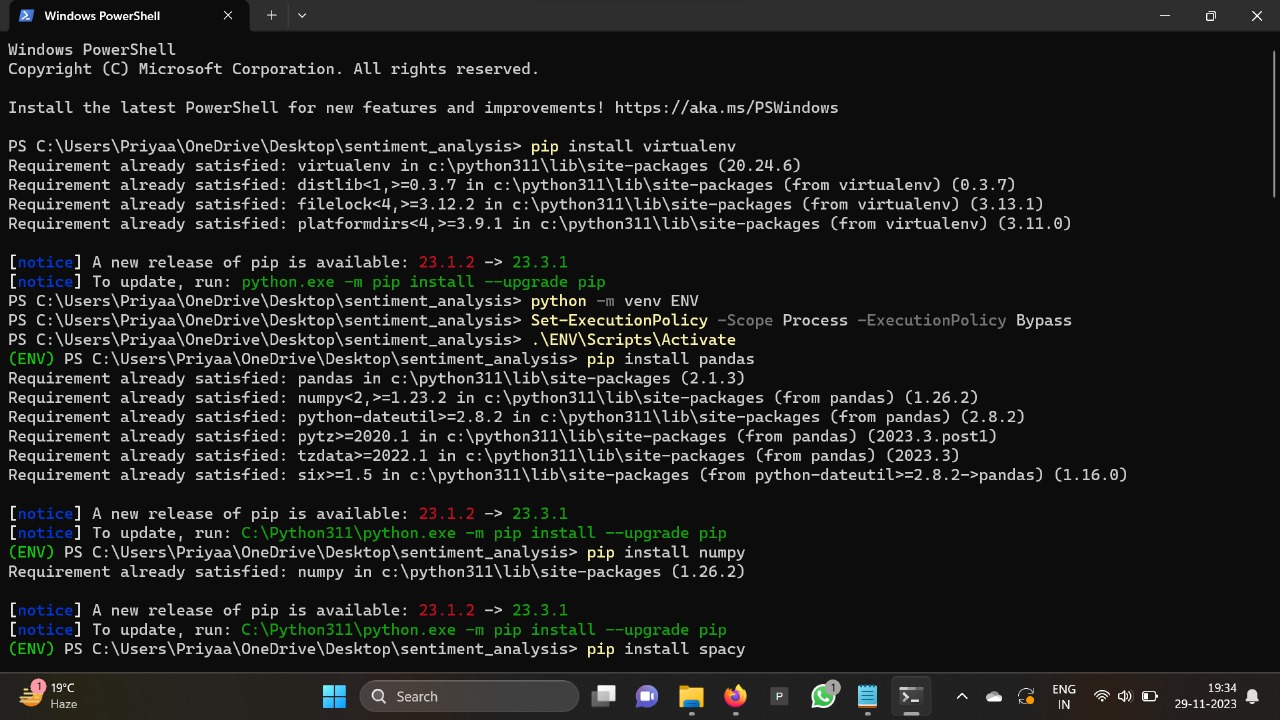 Windows PowerShell
Windows PowerShell
Copyright (C) Microsoft Corporation. All rights reserved.
Install the latest PowerShell for new features and improvements! https://aka.ms/PSWindows
PS C:\Users\Priyaa\OneDrive\Desktop\sentiment_analysis> pip install virtualenv
Requirement already satisfied: virtualenv in c:\python311\lib\site-packages (20.24.6)
Requirement already satisfied: distlib<1,>=0.3.7 in c:\python311\lib\site-packages (from virtualenv) (0.3.7)
Requirement already satisfied: filelock<4,>=3.12.2 in c:\python311\lib\site-packages (from virtualenv) (3.13.1)
Requirement already satisfied: platformdirs<4,>=3.9.1 in c:\python311\lib\site-packages (from virtualenv) (3.11.0)
[notice] A new release of pip is available: 23.1.2 -> 23.3.1
[notice] To update, run: python.exe -m pip install --upgrade pip
PS C:\Users\Priyaa\OneDrive\Desktop\sentiment_analysis> python -m venv ENV
PS C:\Users\Priyaa\OneDrive\Desktop\sentiment_analysis> Set-ExecutionPolicy -Scope Process -ExecutionPolicy Bypass
PS C:\Users\Priyaa\OneDrive\Desktop\sentiment_analysis> .\ENV\Scripts\Activate
(ENV) PS C:\Users\Priyaa\OneDrive\Desktop\sentiment_analysis> pip install pandas
Requirement already satisfied: pandas in c:\python311\lib\site-packages (2.1.3)
Requirement already satisfied: numpy<2,>=1.23.2 in c:\python311\lib\site-packages (from pandas) (1.26.2)
Requirement already satisfied: python-dateutil>=2.8.2 in c:\python311\lib\site-packages (from pandas) (2.8.2)
Requirement already satisfied: pytz>=2020.1 in c:\python311\lib\site-packages (from pandas) (2023.3.post1)
Requirement already satisfied: tzdata>=2022.1 in c:\python311\lib\site-packages (from pandas) (2023.3)
Requirement already satisfied: six>=1.5 in c:\python311\lib\site-packages (from python-dateutil>=2.8.2->pandas) (1.16.0)
[notice] A new release of pip is available: 23.1.2 -> 23.3.1
[notice] To update, run: C:\Python311\python.exe -m pip install --upgrade pip
(ENV) PS C:\Users\Priyaa\OneDrive\Desktop\sentiment_analysis> pip install numpy
Requirement already satisfied: numpy in c:\python311\lib\site-packages (1.26.2)
[notice] A new release of pip is available: 23.1.2 -> 23.3.1
[notice] To update, run: C:\Python311\python.exe -m pip install --upgrade pip
(ENV) PS C:\Users\Priyaa\OneDrive\Desktop\sentiment_analysis> pip install spacy
1
19°C
Haze
Search
P
1
ENG
IN
19:34
29-11-2023